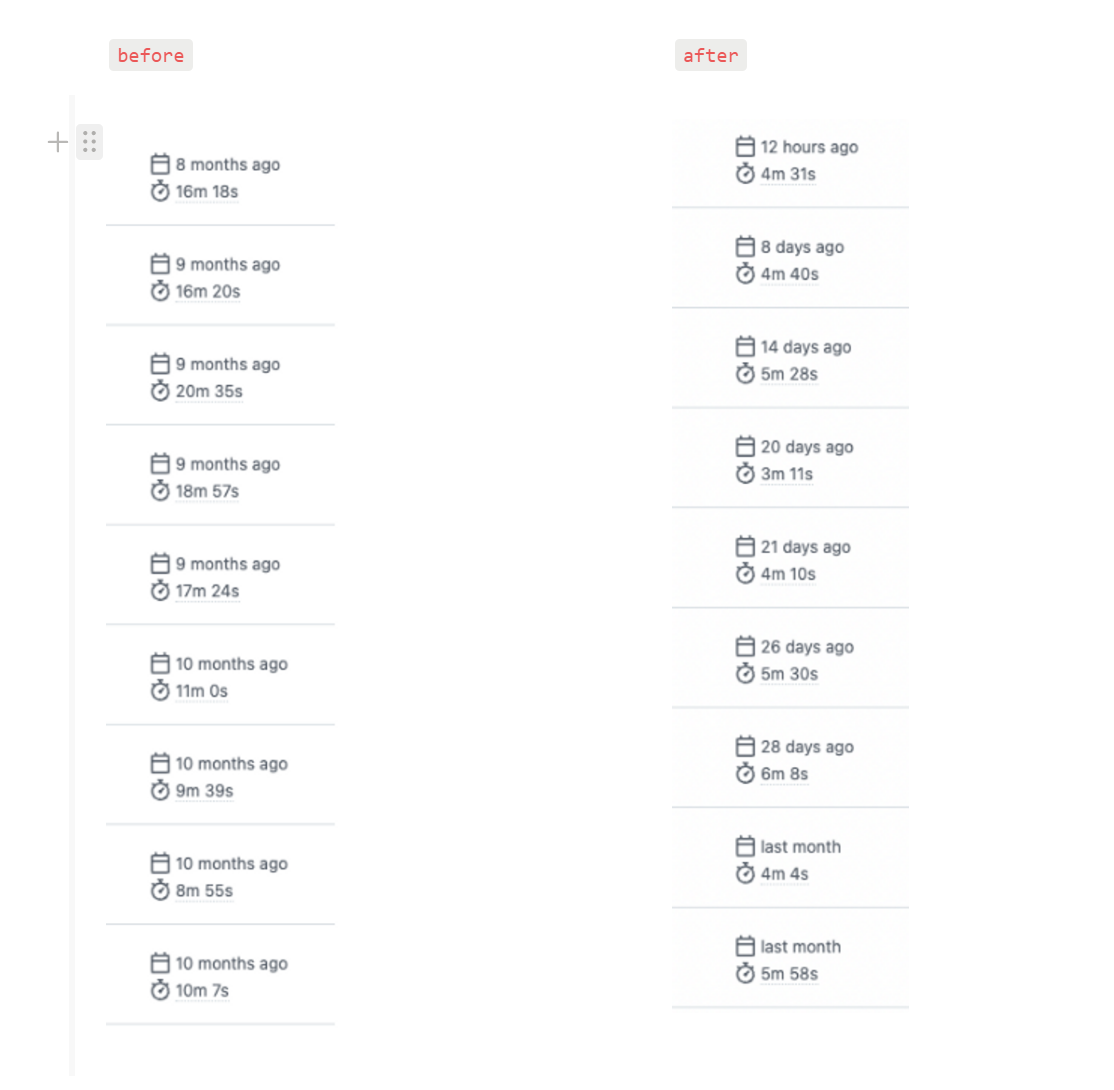 before
8 months ago
16m 18s
9 months ago
16m 20s
9 months ago
20m 35s
9 months ago
18m 57s
9 months ago
17m 24s
10 months ago
11m 0s
10 months ago
9m 39s
10 months ago
8m 55s
10 months ago
10m 7s
after
12 hours ago
4m 31s
8 days ago
4m 40s
14 days ago
5m 28s
20 days ago
3m 11s
21 days ago
4m 10s
26 days ago
5m 30s
28 days ago
6m 8s
last month
4m 4s
last month
5m 58s